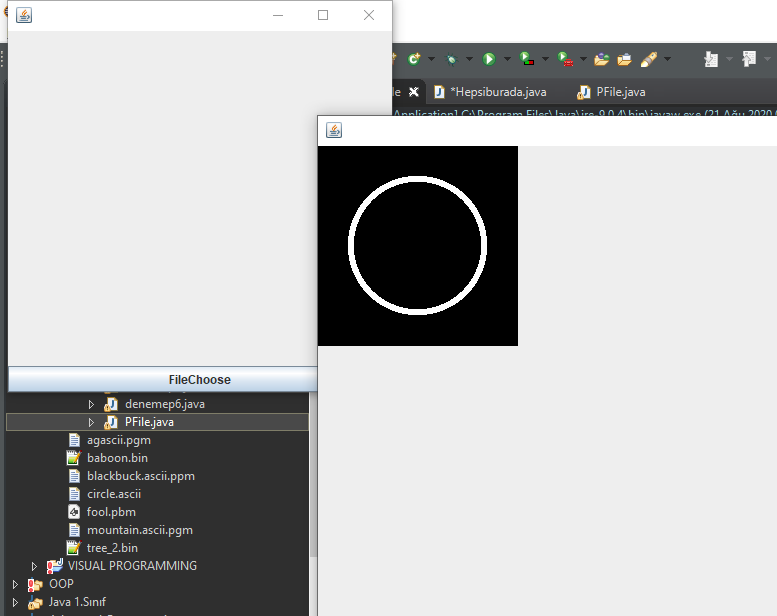 le *Hepsiburada.java PFile.java
Application] C:\Program Files\Java\jre-9.0.4\bin\javaw.exe (21 Ağu 2020
FileChoose
denemep6.java
PFile.java
agascii.pgm
baboon.bin
blackbuck.ascii.ppm
circle.ascii
fool.pbm
mountain.ascii.pgm
tree_2.bin
VISUAL PROGRAMMING
OOP
Java 1.Sınıf